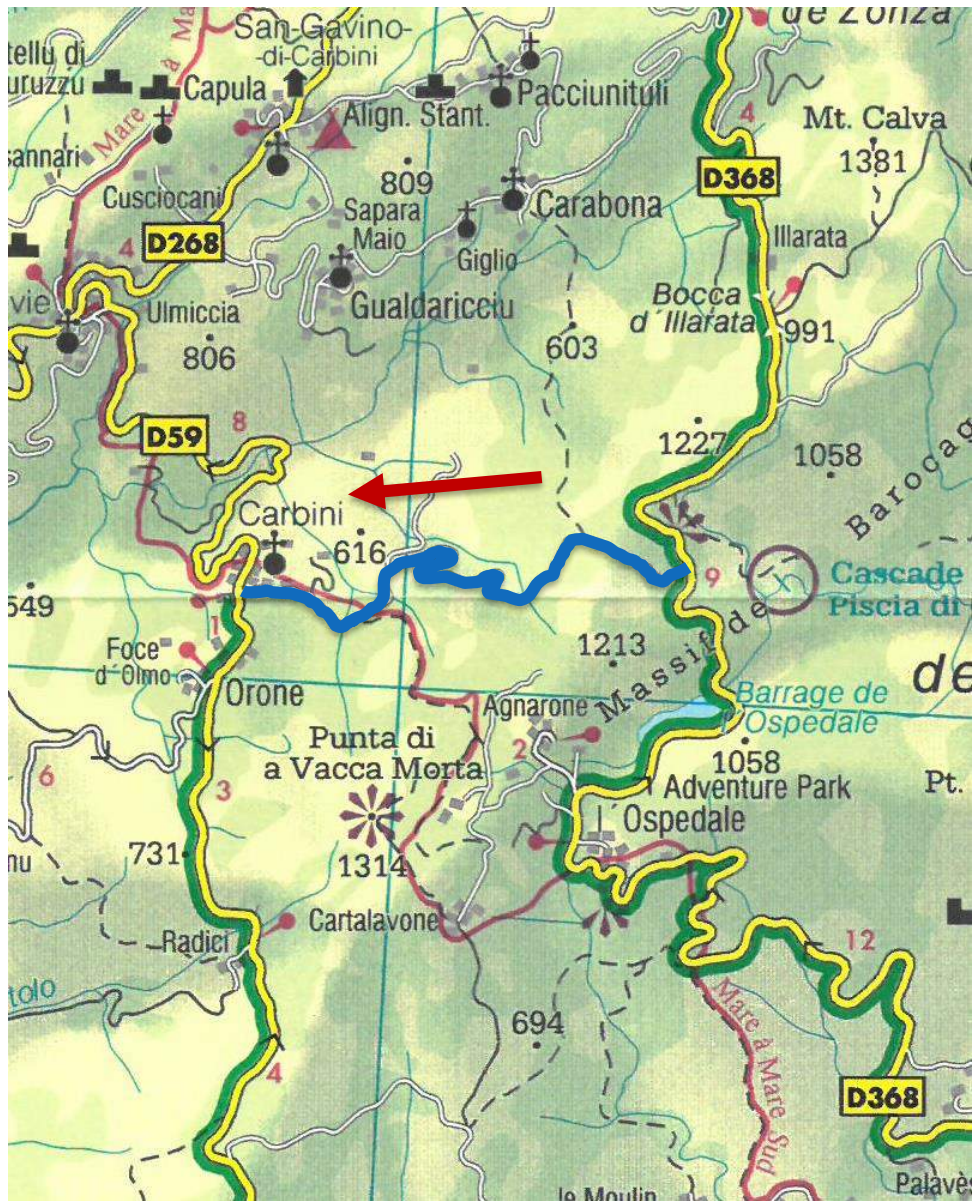 de Zonza
San-Gavino-
-di-Carbini
tellu di
uruzzu
Capula
Pacciunituli
Align. Stant.
4
Mt. Calva
1381
Mare à Ma
sannari
809
D368
Cusciocani
Sapara
Maio
Carabona
D268
4
Giglio
Illarata
vie
Ulmiccia
Gualdaricciu
Bocca
d´Illarata
991
806
603
D59
8
1227
1058
Barocag
Carbini
616
9
Cascade
Piscia di
549
1
1213
Massif de
de
Foce
d´Olmo
Orone
Agnarone
Barrage de
l'Ospedale
Punta di
a Vacca Morta
2
1058
6
3
Adventure Park
Pt.
Ospedale
731
nu
1314
Cartalavone
Radici
12
tolo
694
4
Mare à Mare Sud
D368
le Moulin
Palavès